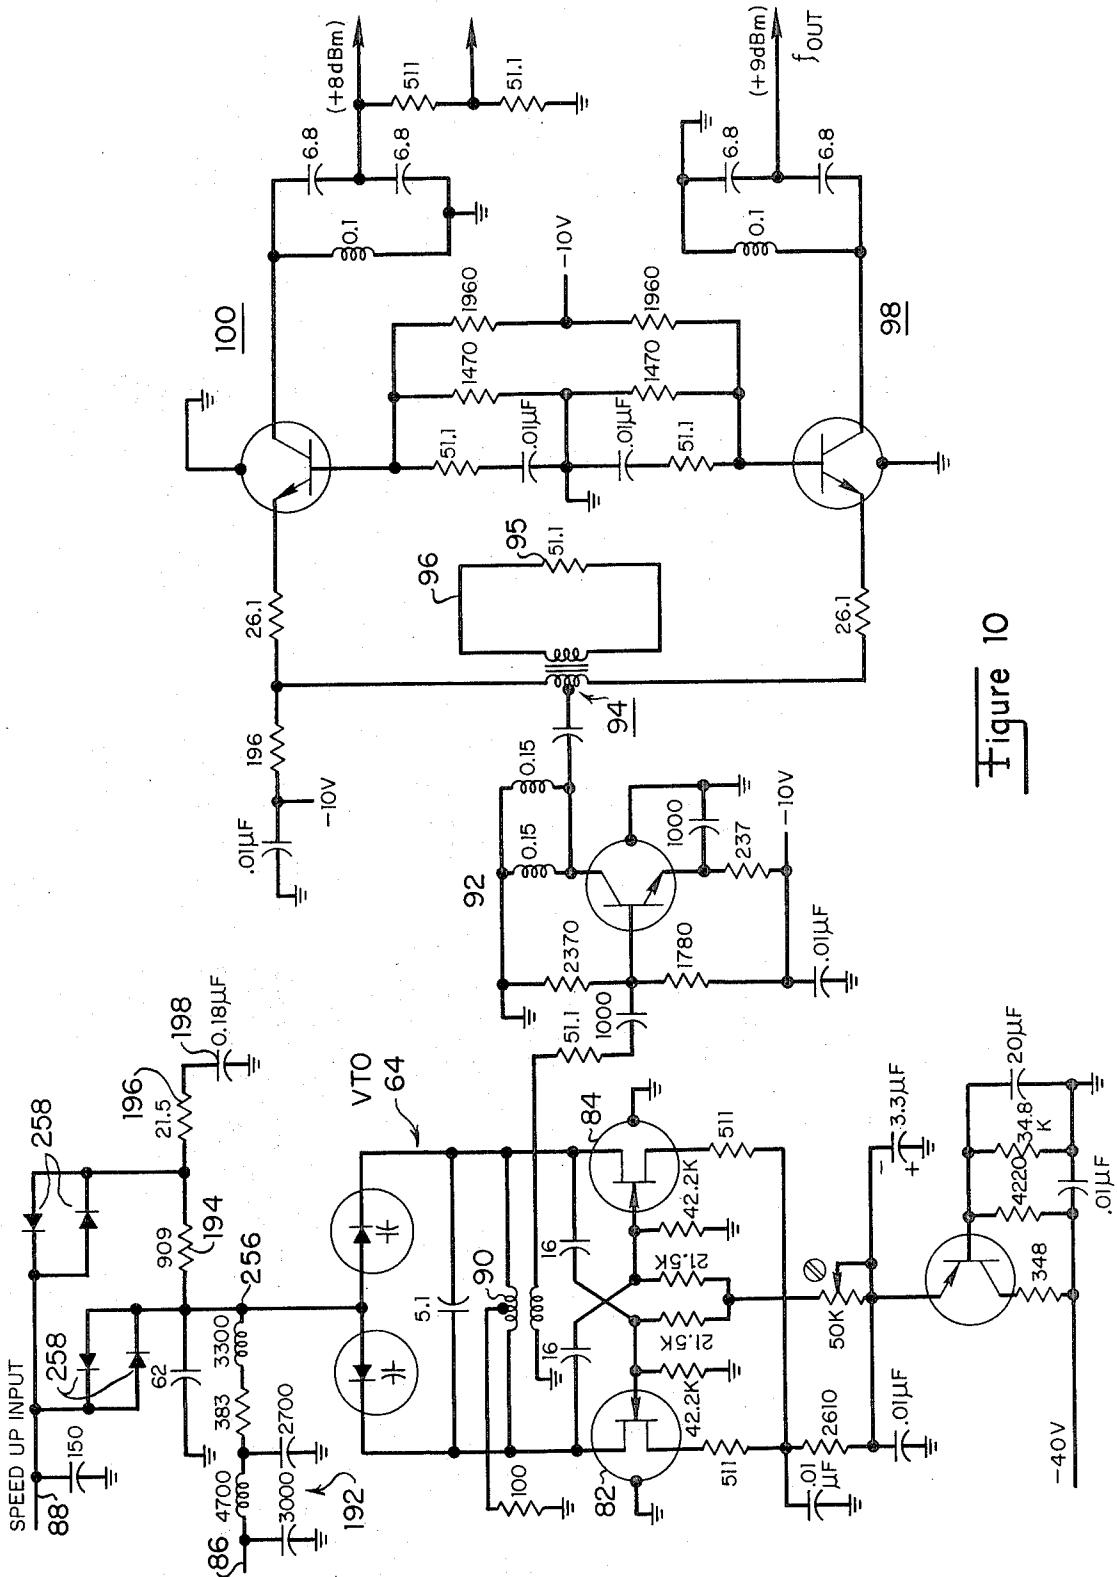 SPEED UP INPUT
88
150
258
258
62
909
194
196
21.5
198
0.18µF
256
3300
383
4700
2700
3000
86
192
VTO
64
5.1
90
100
16
16
82
84
42.2K
42.2K
21.5K
21.5K
511
511
2610
.01
µF
.01µF
50K
3.3µF
-
+
348
4220
34.8
K
20µF
.01µF
-40V
51.1
1000
92
0.15
0.15
2370
1780
1000
237
-10V
.01µF
.01µF
-10V
196
26.1
94
96
95
51.1
26.1
100
98
51.1
.01µF
.01µF
51.1
1470
1470
1960
1960
-10V
0.1
6.8
6.8
(+8dBm)
511
51.1
0.1
6.8
6.8
(+9dBm)
fOUT
Figure 10